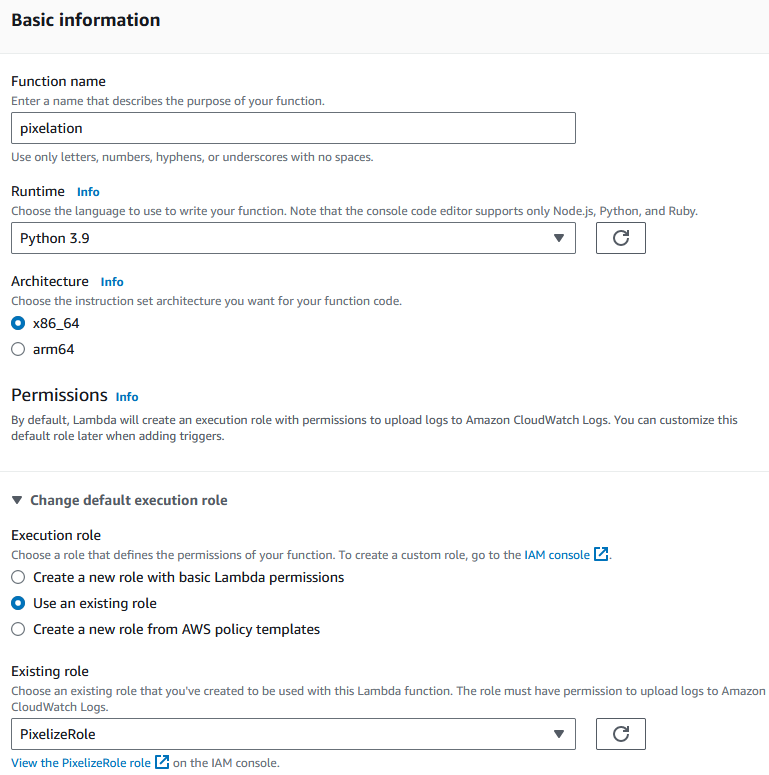 Basic information
Function name
Enter a name that describes the purpose of your function.
pixelation
Use only letters, numbers, hyphens, or underscores with no spaces.
Runtime Info
Choose the language to use to write your function. Note that the console code editor supports only Node.js, Python, and Ruby.
Python 3.9
Architecture Info
Choose the instruction set architecture you want for your function code.
x86_64
arm64
Permissions Info
By default, Lambda will create an execution role with permissions to upload logs to Amazon CloudWatch Logs. You can customize this
default role later when adding triggers.
Change default execution role
Execution role
Choose a role that defines the permissions of your function. To create a custom role, go to the IAM console.
Create a new role with basic Lambda permissions
Use an existing role
Create a new role from AWS policy templates
Existing role
Choose an existing role that you've created to be used with this Lambda function. The role must have permission to upload logs to Amazon
CloudWatch Logs.
PixelizeRole
View the PixelizeRole role on the IAM console.